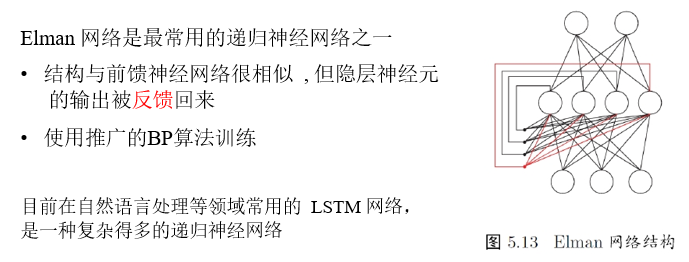 Elman 网络是最常用的递归神经网络之一
• 结构与前馈神经网络很相似 , 但隐层神经元
的输出被反馈回来
• 使用推广的BP算法训练
目前在自然语言处理等领域常用的 LSTM 网络,
是一种复杂得多的递归神经网络
图 5.13 Elman 网络结构